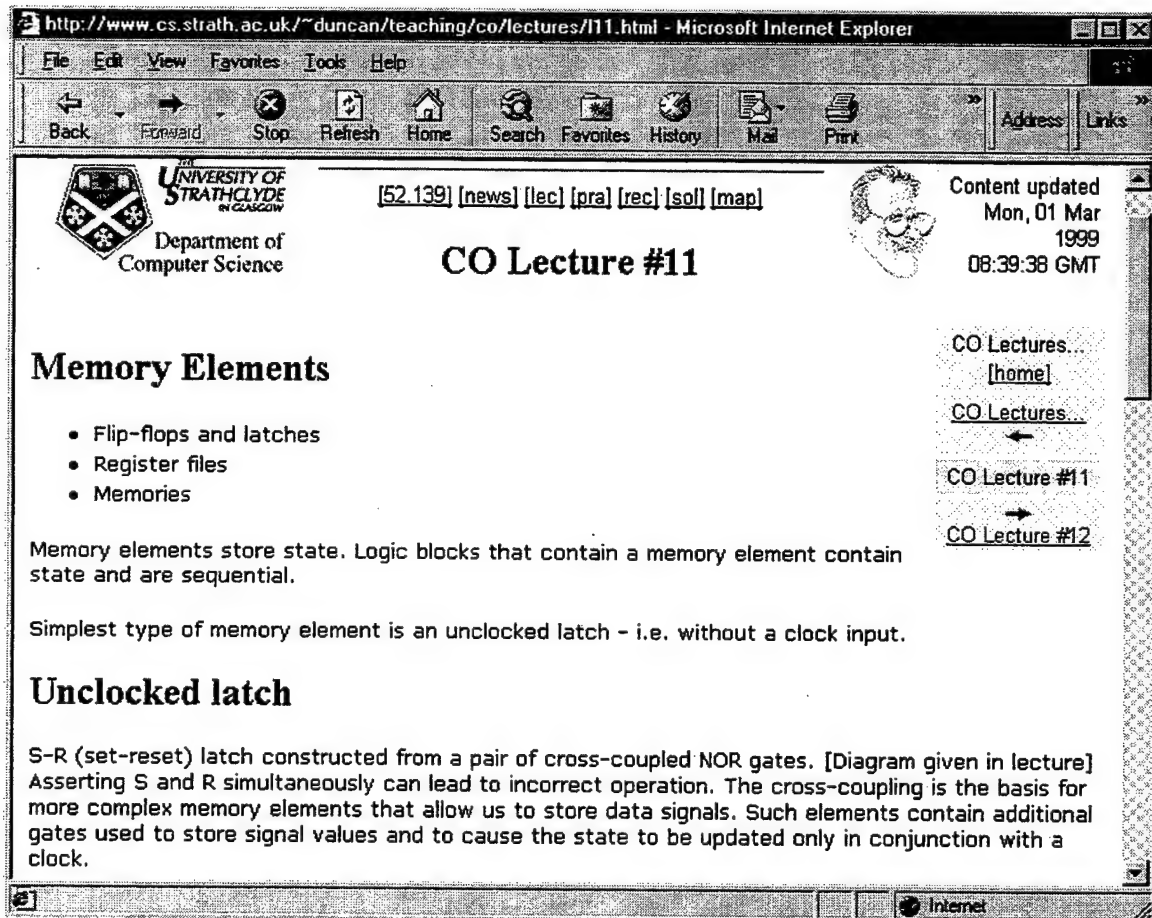 http://www.cs.strath.ac.uk/~duncan/teaching/co/lectures/l11.html - Microsoft Internet Explorer
File Edit View Favorites Tools Help
Back Forward Stop Refresh Home Search Favorites History Mail Print Address Links
THE
UNIVERSITY OF
STRATHCLYDE
IN GLASGOW
Department of
Computer Science
[52.139] [news] [lec] [pra] [rec] [sol] [map]
CO Lecture #11
Content updated
Mon, 01 Mar
1999
08:39:38 GMT
CO Lectures...
[home]
CO Lectures...
CO Lecture #11
CO Lecture #12
Memory Elements
• Flip-flops and latches
• Register files
• Memories
Memory elements store state. Logic blocks that contain a memory element contain
state and are sequential.
Simplest type of memory element is an unclocked latch - i.e. without a clock input.
Unclocked latch
S-R (set-reset) latch constructed from a pair of cross-coupled NOR gates. [Diagram given in lecture]
Asserting S and R simultaneously can lead to incorrect operation. The cross-coupling is the basis for
more complex memory elements that allow us to store data signals. Such elements contain additional
gates used to store signal values and to cause the state to be updated only in conjunction with a
clock.
Internet